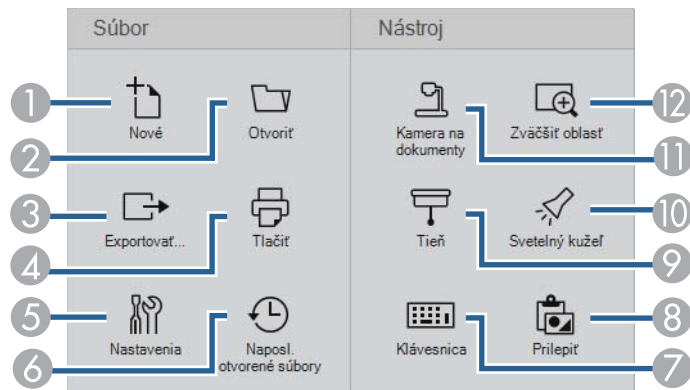 Súbor
Nástroj
1
Nové
Otvoriť
2
Kamera na
dokumenty
Zväčšiť oblasť
12
11
3
Exportovať...
Tlačiť
4
Tieň
Svetelný kužeľ
10
9
5
Nastavenia
Naposl.
otvorené súbory
6
Klávesnica
Prilepiť
8
7